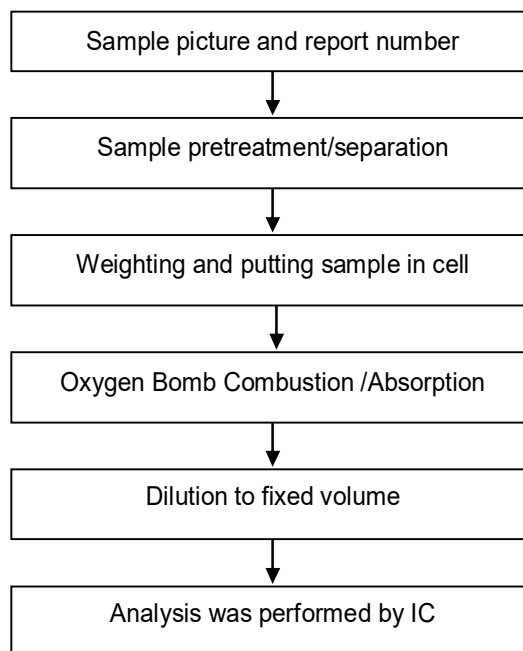 Sample picture and report number
Sample pretreatment/separation
Weighting and putting sample in cell
Oxygen Bomb Combustion /Absorption
Dilution to fixed volume
Analysis was performed by IC